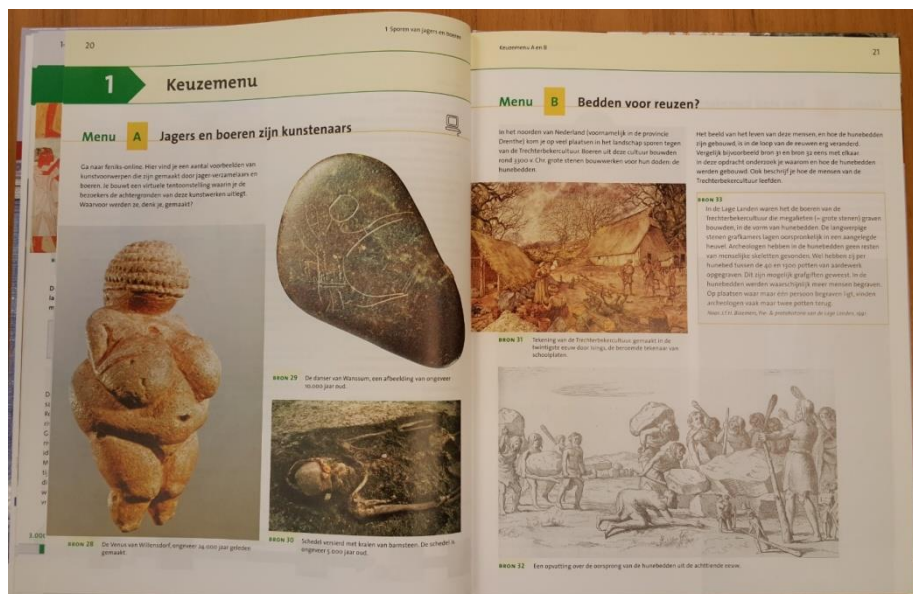 20
1 Sporen van jagers en boeren
1 Keuzemenu
Menu A Jagers en boeren zijn kunstenaars
Ga naar feniks-online. Hier vind je een aantal voorbeelden van
kunstvoorwerpen die zijn gemaakt door jager-verzamelaars en
boeren. Je bouwt een virtuele tentoonstelling waarin je de
bezoekers de achtergronden van deze kunstwerken uitlegt.
Waarvoor werden ze, denk je, gemaakt?
BRON 29 De danser van Wanssum, een afbeelding van ongeveer
10.000 jaar oud.
BRON 28 De Venus van Willensdorf, ongeveer 24.000 jaar geleden
gemaakt.
BRON 30 Schedel versierd met kralen van barnsteen. De schedel is
ongeveer 5.000 jaar oud.
3.000
Keuzemenu A en B
21
Menu B Bedden voor reuzen?
In het noorden van Nederland (voornamelijk in de provincie
Drenthe) kom je op veel plaatsen in het landschap sporen tegen
van de Trechterbekercultuur. Boeren uit deze cultuur bouwden
rond 3300 v. Chr. grote stenen bouwwerken voor hun doden: de
hunebedden.
Het beeld van het leven van deze mensen, en hoe de hunebedden
zijn gebouwd, is in de loop van de eeuwen erg veranderd.
Vergelijk bijvoorbeeld bron 31 en bron 32 eens met elkaar.
In deze opdracht onderzoek je waarom en hoe de hunebedden
werden gebouwd. Ook beschrijf je hoe de mensen van de
Trechterbekercultuur leefden.
BRON 33
In de Lage Landen waren het de boeren van de
Trechterbekercultuur die megalieten (= grote stenen) graven
bouwden, in de vorm van hunebedden. De langwerpige
stenen grafkamers lagen oorspronkelijk in een aangelegde
heuvel. Archeologen hebben in de hunebedden geen resten
van menselijke skeletten gevonden. Wel hebben zij per
hunebed tussen de 40 en 1500 potten van aardewerk
opgegraven. Dit zijn mogelijk grafgiften geweest. In de
hunebedden werden waarschijnlijk meer mensen begraven.
Op plaatsen waar maar één persoon begraven ligt, vinden
archeologen vaak maar twee potten terug.
BRON 31 Tekening van de Trechterbekercultuur gemaakt in de
twintigste eeuw door Isings, de beroemde tekenaar van
schoolplaten.
BRON 32 Een opvatting over de oorsprong van de hunebedden uit de achttiende eeuw.